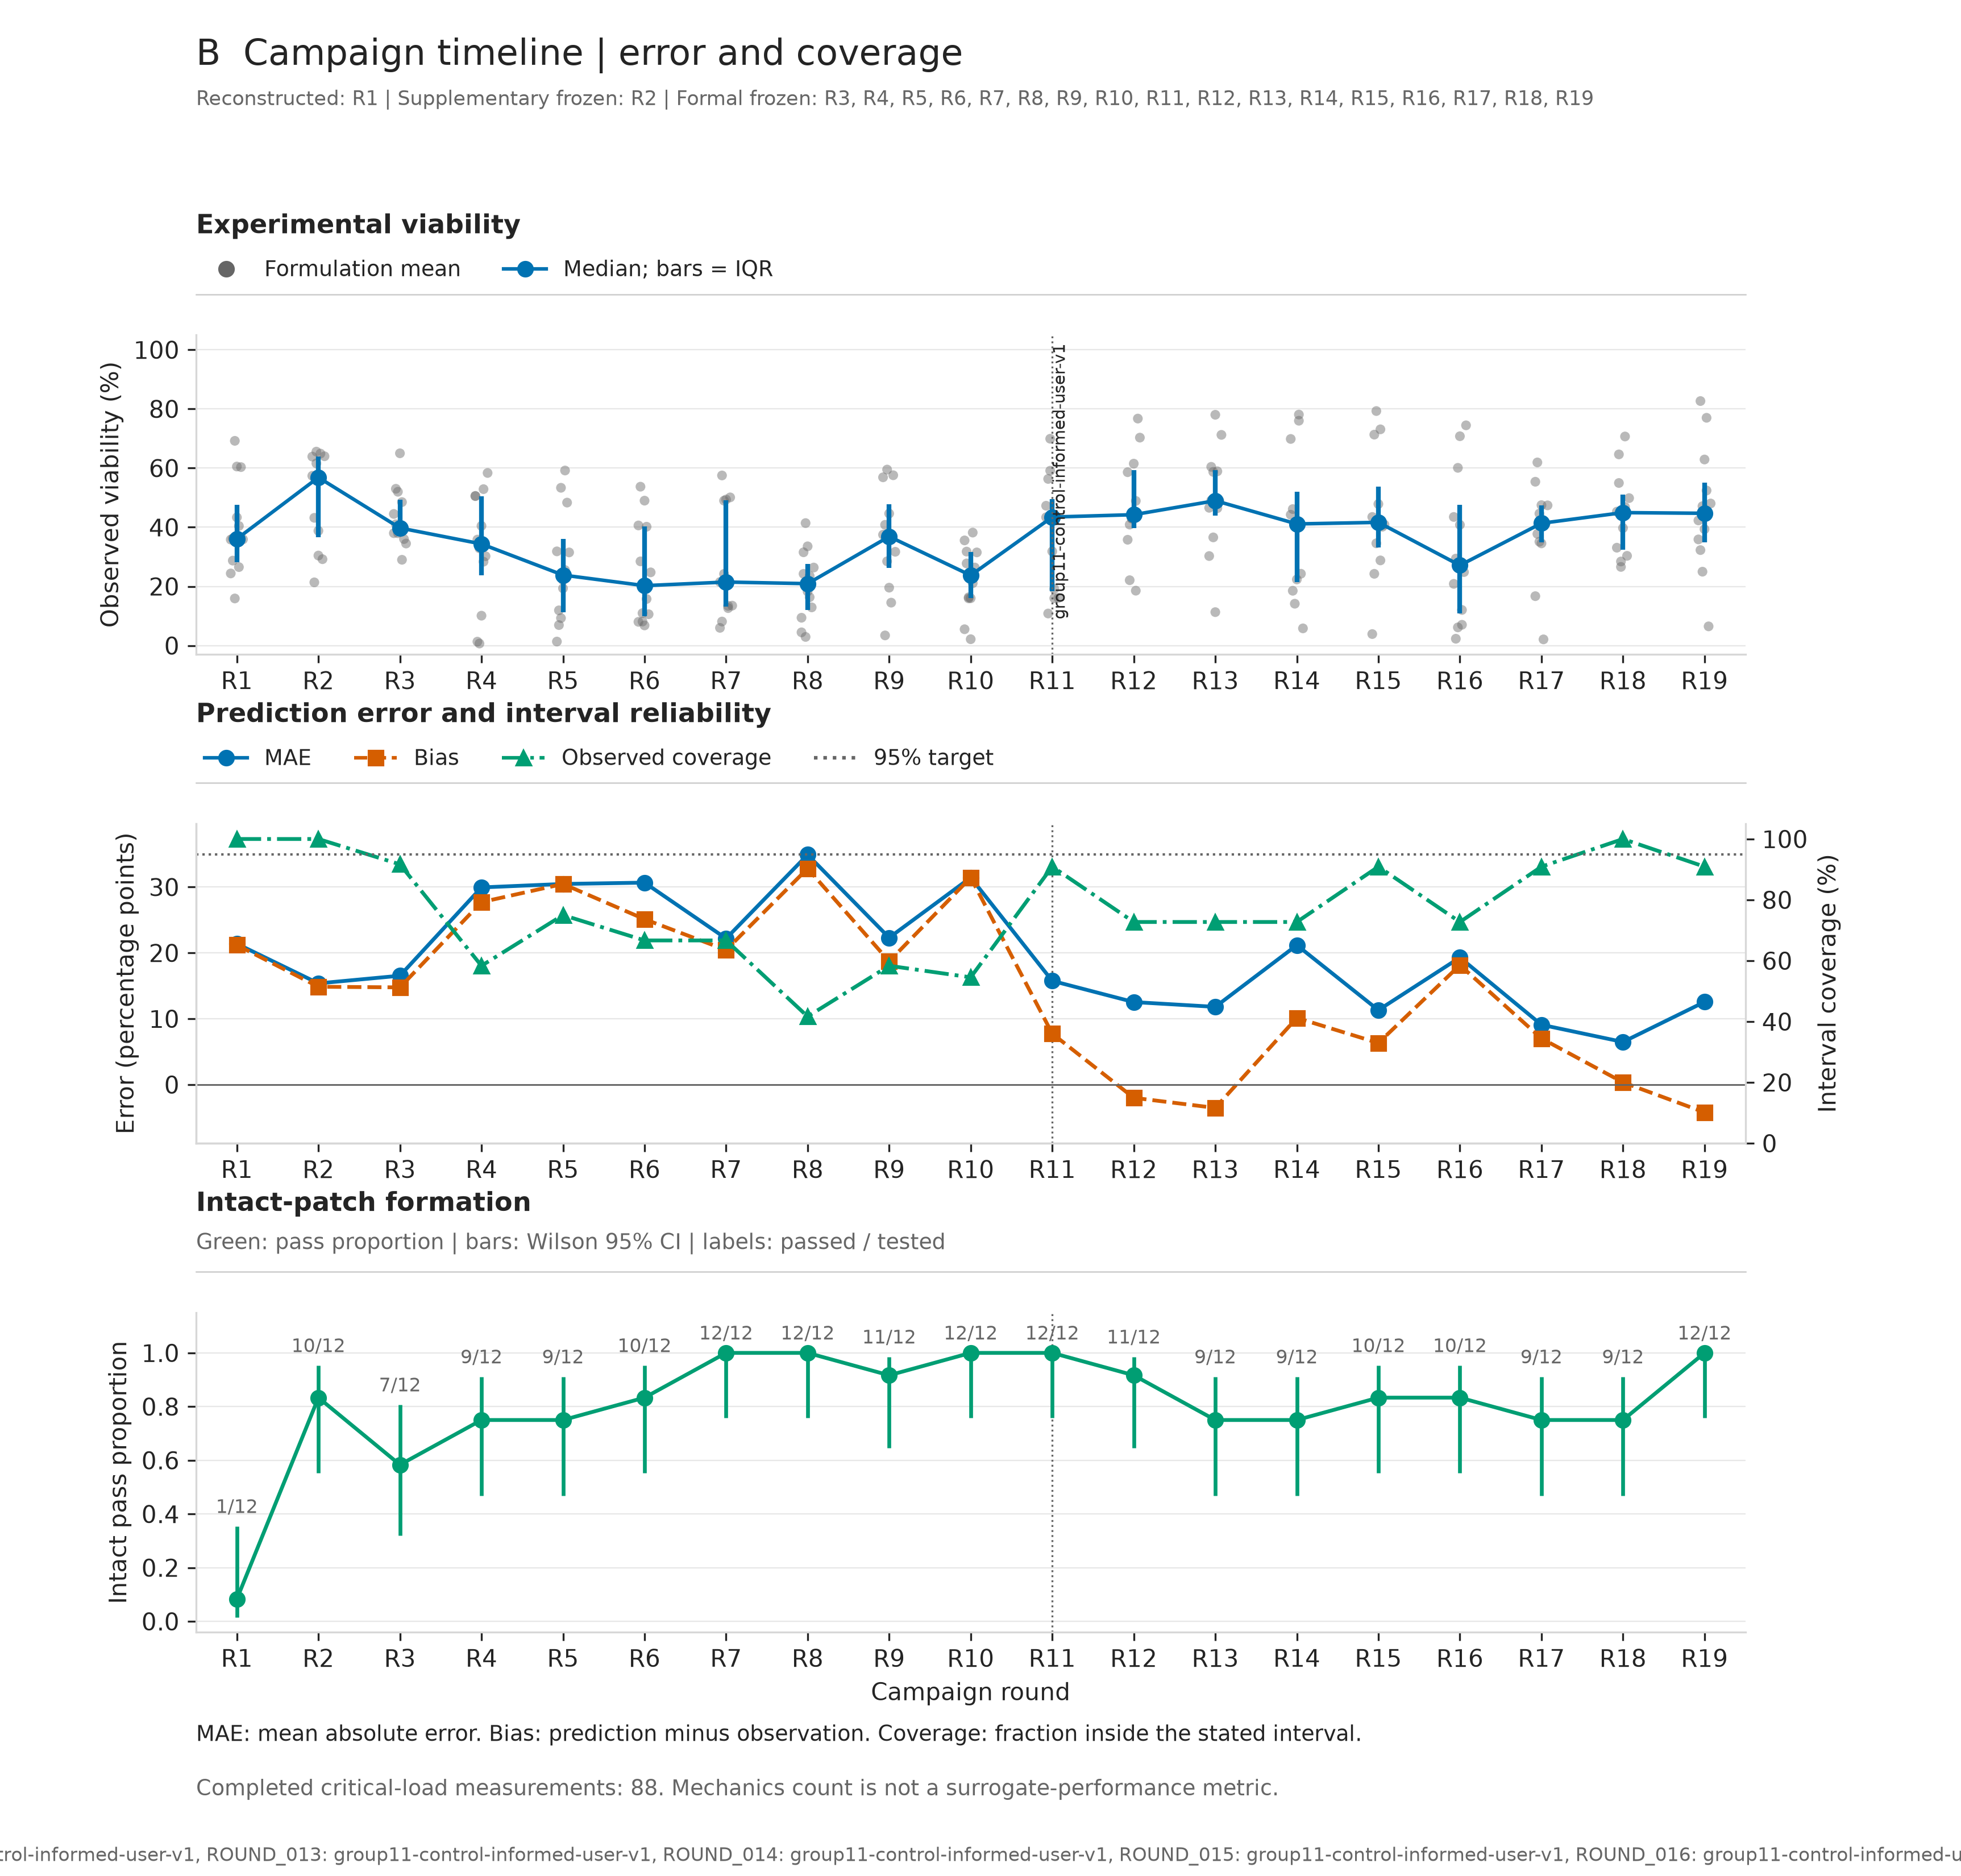 B Campaign timeline | error and coverage
Reconstructed: R1 | Supplementary frozen: R2 | Formal frozen: R3, R4, R5, R6, R7, R8, R9, R10, R11, R12, R13, R14, R15, R16, R17, R18, R19
Experimental viability
Formulation mean Median; bars = IQR
Observed viability (%)
100
80
60
40
20
0
group11-control-informed-user-v1
R1 R2 R3 R4 R5 R6 R7 R8 R9 R10 R11 R12 R13 R14 R15 R16 R17 R18 R19
Prediction error and interval reliability
MAE Bias Observed coverage 95% target
Error (percentage points)
30
20
10
0
100
80
60
40
20
0
Interval coverage (%)
R1 R2 R3 R4 R5 R6 R7 R8 R9 R10 R11 R12 R13 R14 R15 R16 R17 R18 R19
Intact-patch formation
Green: pass proportion | bars: Wilson 95% CI | labels: passed / tested
Intact pass proportion
1.0
0.8
0.6
0.4
0.2
0.0
1/12 10/12 7/12 9/12 9/12 10/12 12/12 12/12 11/12 12/12 12/12 11/12 9/12 9/12 10/12 10/12 9/12 9/12 12/12
R1 R2 R3 R4 R5 R6 R7 R8 R9 R10 R11 R12 R13 R14 R15 R16 R17 R18 R19
Campaign round
MAE: mean absolute error. Bias: prediction minus observation. Coverage: fraction inside the stated interval.
Completed critical-load measurements: 88. Mechanics count is not a surrogate-performance metric.
trol-informed-user-v1, ROUND_013: group11-control-informed-user-v1, ROUND_014: group11-control-informed-user-v1, ROUND_015: group11-control-informed-user-v1, ROUND_016: group11-control-informed-u